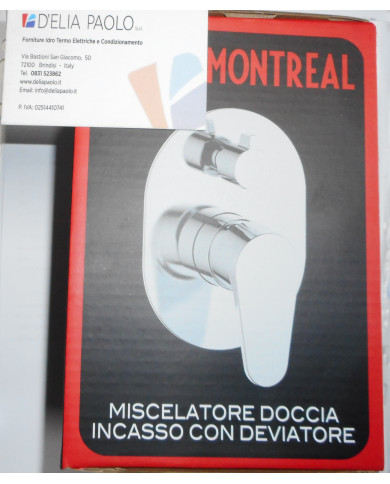 D'ELIA PAOLO S.r.l.
Forniture Idro Termo Elettriche e Condizionamento
Via Bastioni San Giacomo, 50
72100 Brindisi - Italy
Tel. 0831 523862
www.deliapaolo.it
Email: info@deliapaolo.it
P. IVA: 02514410741
MONTREAL
MISCELATORE DOCCIA
INCASSO CON DEVIATORE